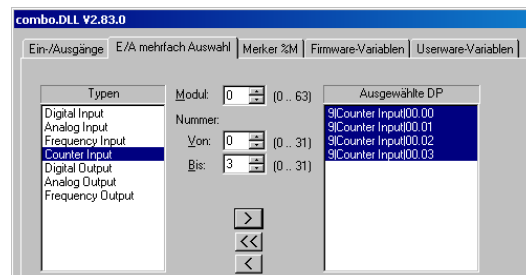 combo.DLL V2.83.0
Ein-/Ausgänge E/A mehrfach Auswahl Merker %M Firmware-Variablen Userware-Variablen
Typen
Digital Input
Analog Input
Frequency Input
Counter Input
Digital Output
Analog Output
Frequency Output
Modul: 0 (0 .. 63)
Nummer:
Von: 0 (0 .. 31)
Bis: 3 (0 .. 31)
>
<<
<
Ausgewählte DP
9|Counter Input|00.00
9|Counter Input|00.01
9|Counter Input|00.02
9|Counter Input|00.03